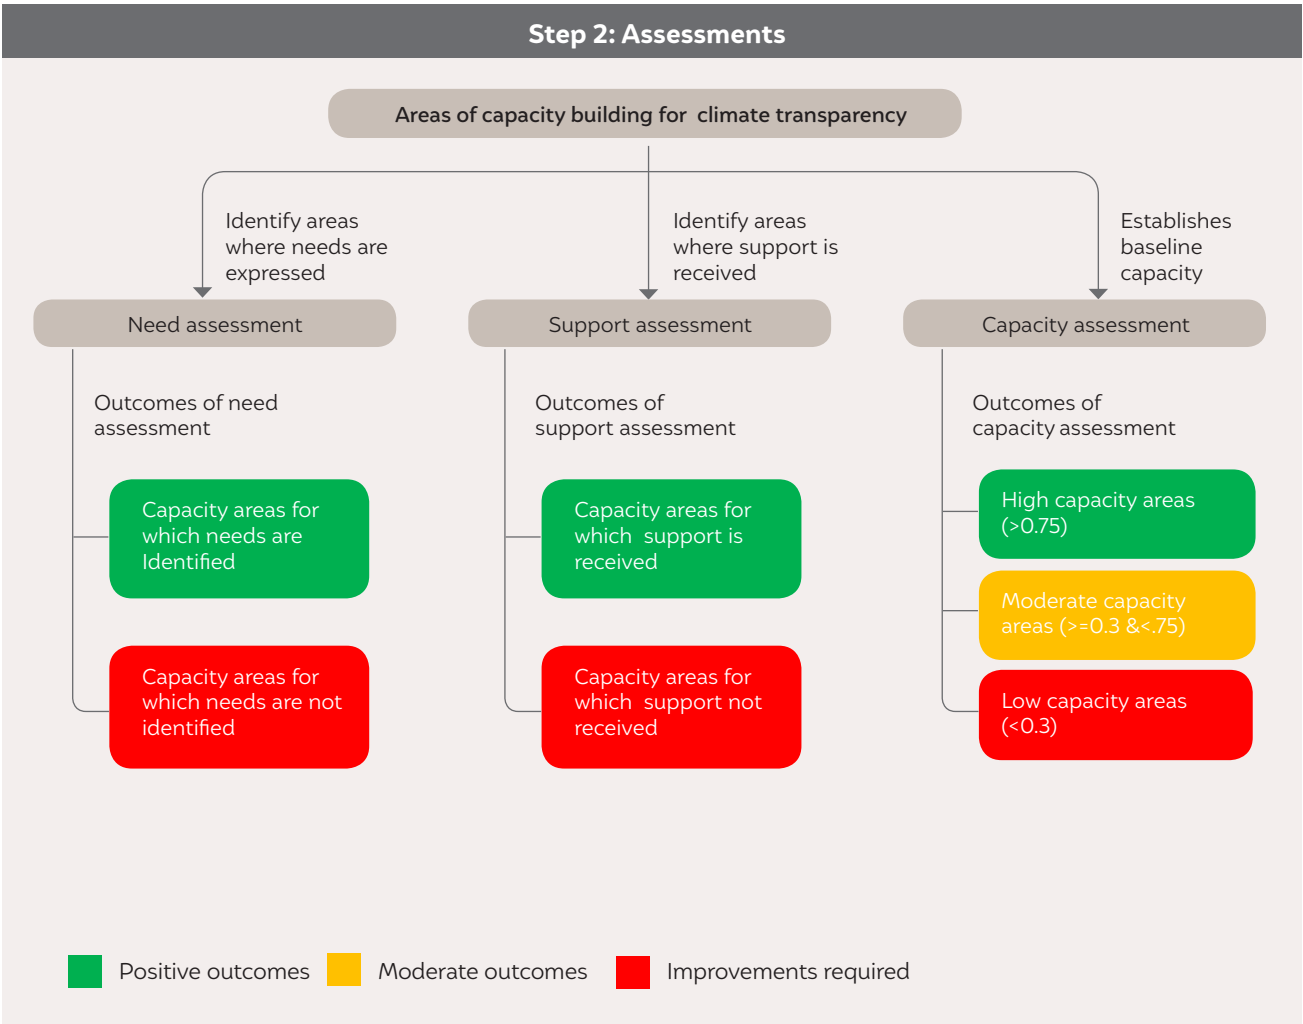 Step 2: Assessments
Areas of capacity building for climate transparency
Identify areas
where needs are
expressed
Identify areas
where support is
received
Establishes
baseline
capacity
Need assessment
Support assessment
Capacity assessment
Outcomes of need
assessment
Capacity areas for
which needs are
Identified
Capacity areas for
which needs are not
identified
Outcomes of
support assessment
Capacity areas for
which support is
received
Capacity areas for
which support not
received
Outcomes of
capacity assessment
High capacity areas
(>0.75)
Moderate capacity
areas (>=0.3 &<.75)
Low capacity areas
(<0.3)
Positive outcomes
Moderate outcomes
Improvements required